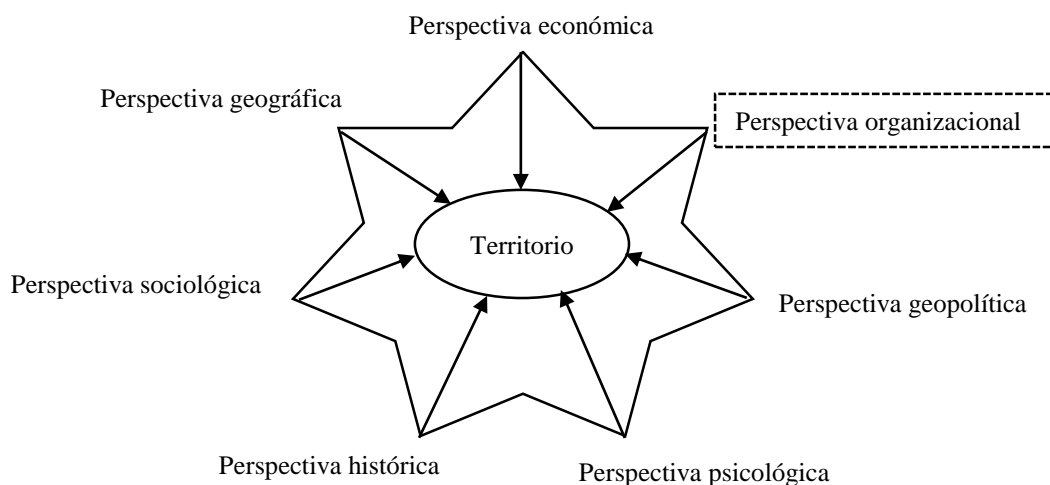 Perspectiva económica
Perspectiva geográfica
Perspectiva organizacional
Territorio
Perspectiva sociológica
Perspectiva geopolítica
Perspectiva histórica
Perspectiva psicológica